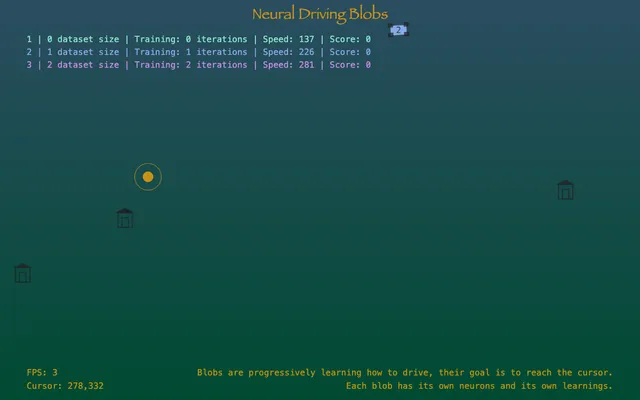 Neural Driving Blobs
2
1 | 0 dataset size | Training: 0 iterations | Speed: 137 | Score: 0
2 | 1 dataset size | Training: 1 iterations | Speed: 226 | Score: 0
3 | 2 dataset size | Training: 2 iterations | Speed: 281 | Score: 0
FPS: 3
Blobs are progressively learning how to drive, their goal is to reach the cursor.
Cursor: 278,332
Each blob has its own neurons and its own learnings.